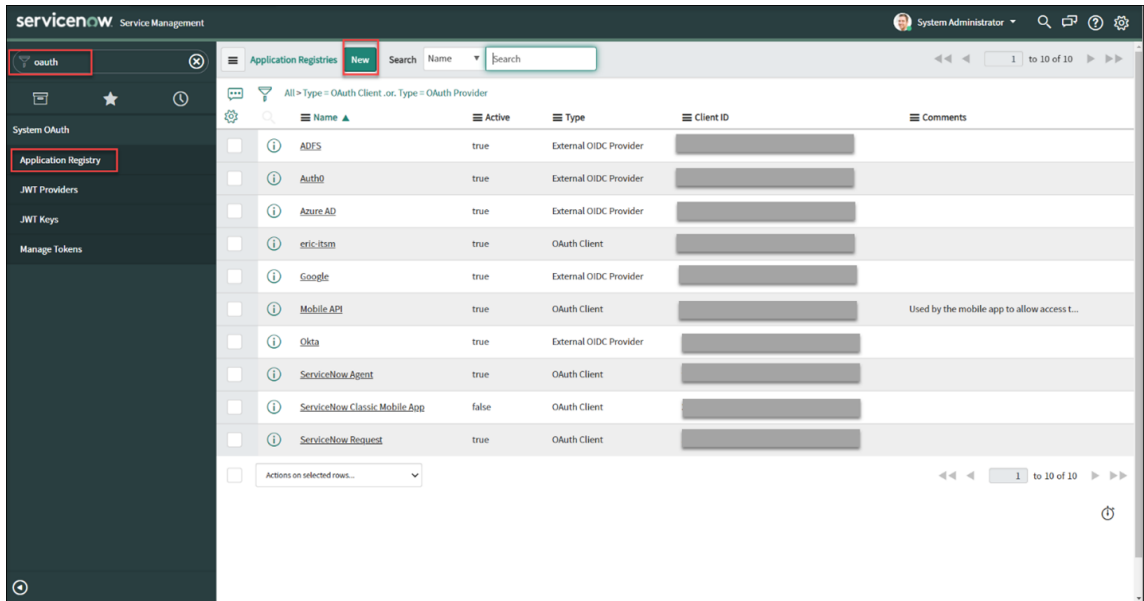 servicenow Service Management
System Administrator
oauth
Application Registries New Search Name Search 1 to 10 of 10
All > Type = OAuth Client .or. Type = OAuth Provider
Name Active Type Client ID Comments
System OAuth
Application Registry
JWT Providers
JWT Keys
Manage Tokens
ADFS true External OIDC Provider
Auth0 true External OIDC Provider
Azure AD true External OIDC Provider
eric-itsm true OAuth Client
Google true External OIDC Provider
Mobile API true OAuth Client Used by the mobile app to allow access t...
Okta true External OIDC Provider
ServiceNow Agent true OAuth Client
ServiceNow Classic Mobile App false OAuth Client
ServiceNow Request true OAuth Client
Actions on selected rows... 1 to 10 of 10